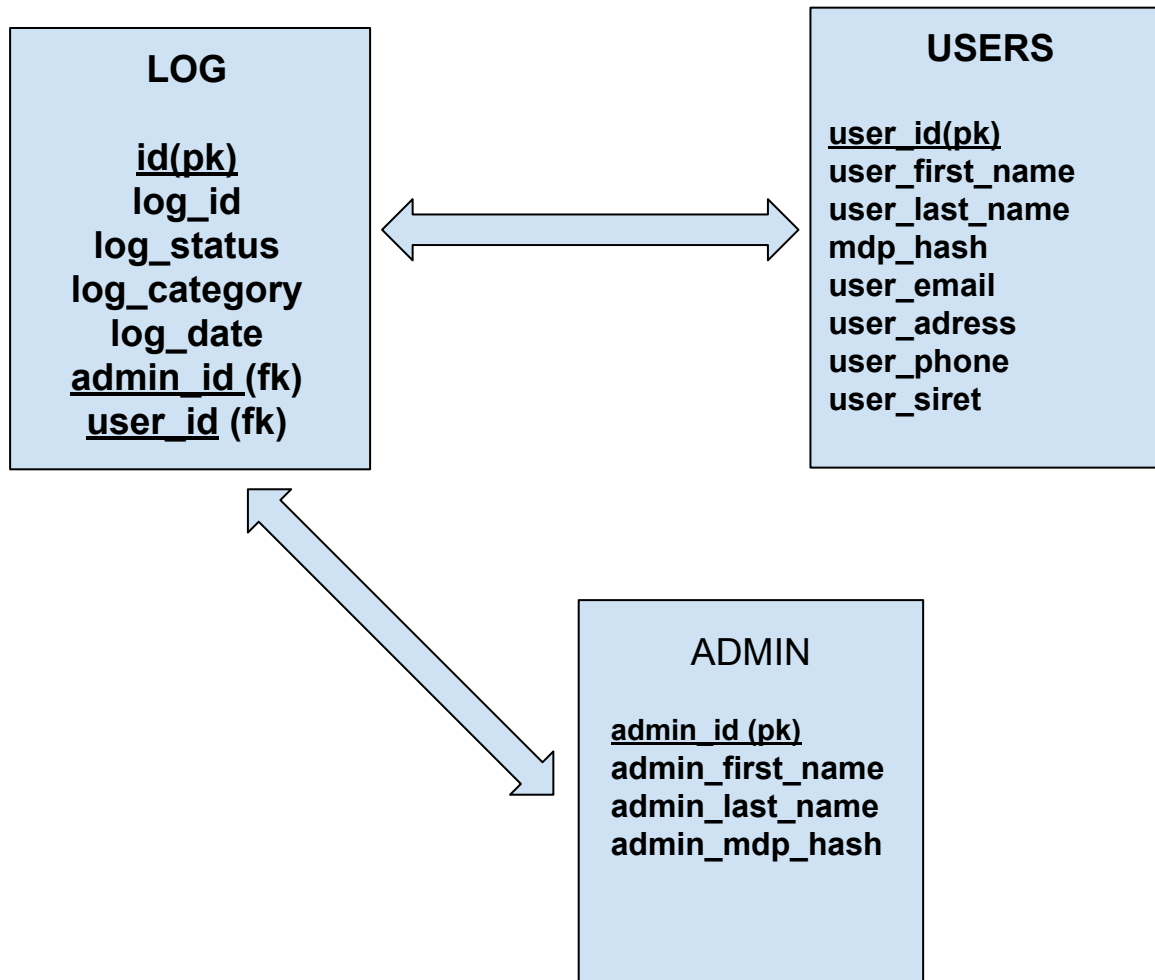 LOG
id(pk)
log_id
log_status
log_category
log_date
admin_id (fk)
user_id (fk)
USERS
user_id(pk)
user_first_name
user_last_name
mdp_hash
user_email
user_adress
user_phone
user_siret
ADMIN
admin_id (pk)
admin_first_name
admin_last_name
admin_mdp_hash